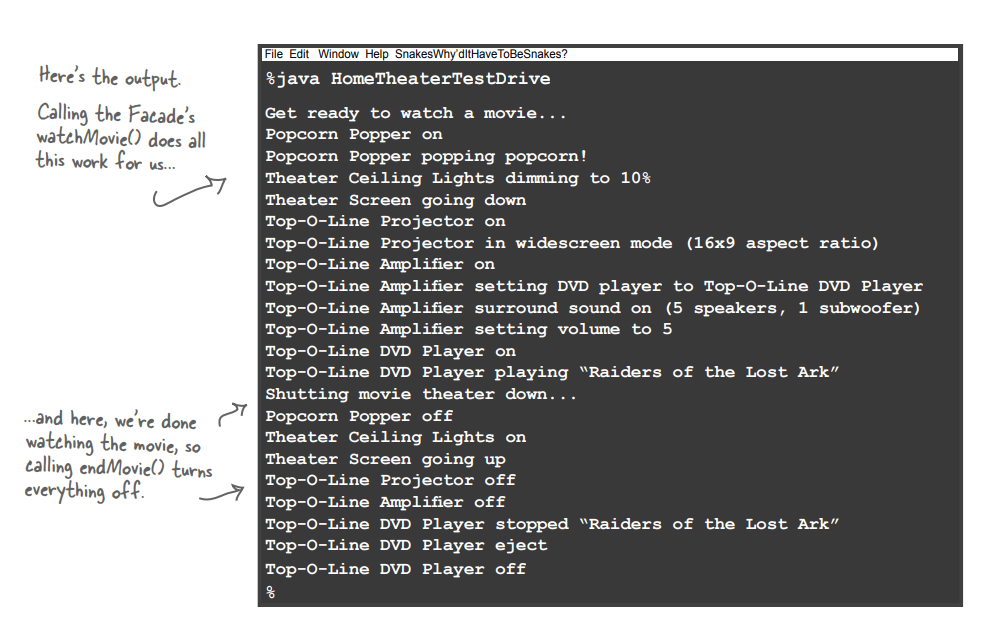 Here's the output.
Calling the Facade's
watchMovie() does all
this work for us...
...and here, we're done
watching the movie, so
calling endMovie() turns
everything off.
File Edit Window Help SnakesWhy'dItHaveToBeSnakes?
%java HomeTheaterTestDrive
Get ready to watch a movie...
Popcorn Popper on
Popcorn Popper popping popcorn!
Theater Ceiling Lights dimming to 10%
Theater Screen going down
Top-O-Line Projector on
Top-O-Line Projector in widescreen mode (16x9 aspect ratio)
Top-O-Line Amplifier on
Top-O-Line Amplifier setting DVD player to Top-O-Line DVD Player
Top-O-Line Amplifier surround sound on (5 speakers, 1 subwoofer)
Top-O-Line Amplifier setting volume to 5
Top-O-Line DVD Player on
Top-O-Line DVD Player playing “Raiders of the Lost Ark”
Shutting movie theater down...
Popcorn Popper off
Theater Ceiling Lights on
Theater Screen going up
Top-O-Line Projector off
Top-O-Line Amplifier off
Top-O-Line DVD Player stopped “Raiders of the Lost Ark”
Top-O-Line DVD Player eject
Top-O-Line DVD Player off
%